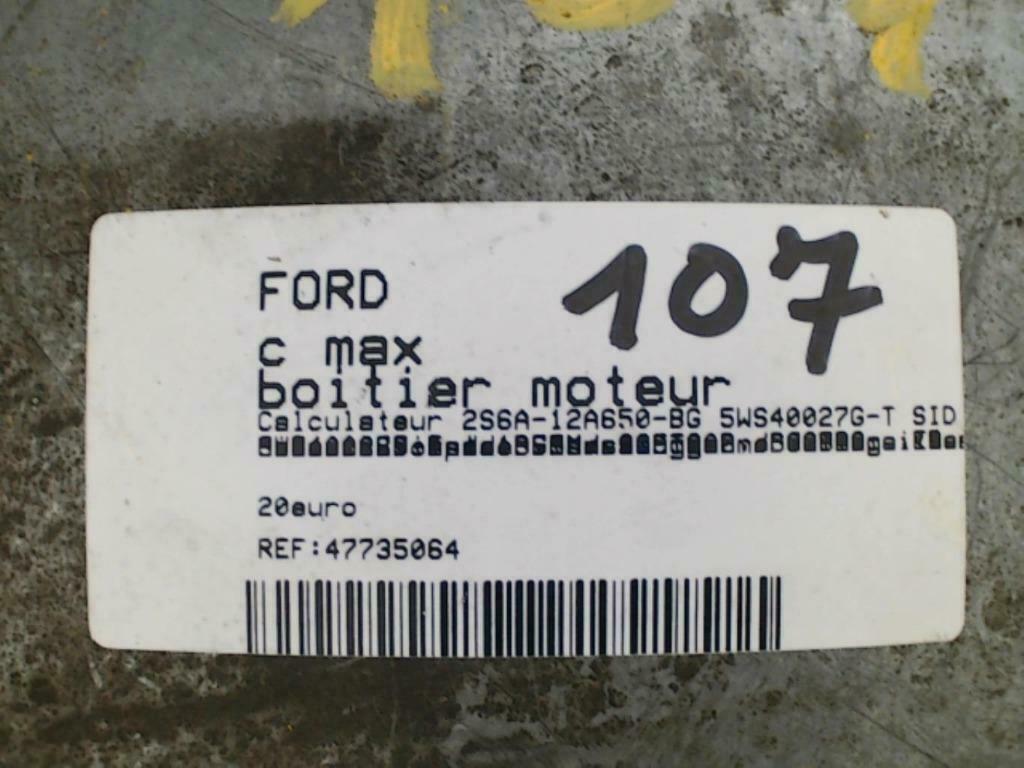 FORD
107
c max
boitier moteur
Calculateur 2S6A-12A650-BG 5WS40027G-T SID
20euro
REF:47735064